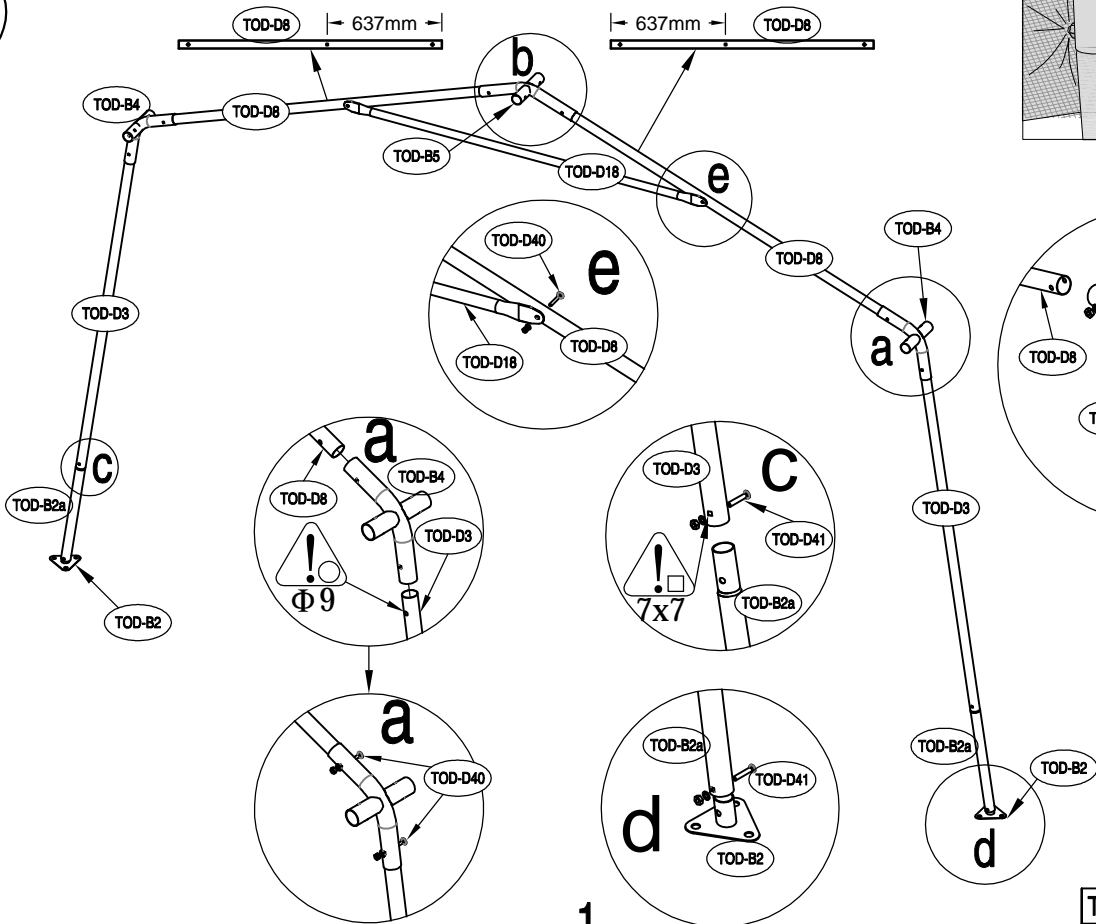 TOD-D8
637mm
637mm
TOD-D8
b
TOD-B4
TOD-D8
TOD-B5
TOD-D18
e
TOD-B4
TOD-D40
e
TOD-D8
TOD-D3
TOD-D18
TOD-D8
a
TOD-D8
a
TOD-B4
TOD-D3
C
TOD-D8
TOD-D3
!
Φ9
TOD-D3
C
TOD-D41
!
7x7
TOD-B2a
TOD-B2a
TOD-B2
a
TOD-D40
TOD-B2a
TOD-D41
d
TOD-B2
TOD-B2a
TOD-B2
d
1